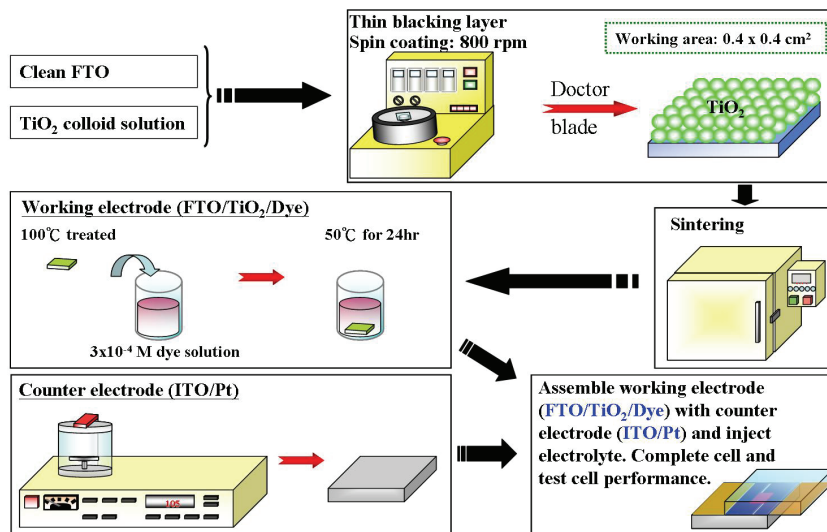 Clean FTO
TiO₂ colloid solution
Thin blacking layer
Spin coating: 800 rpm
Working area: 0.4 x 0.4 cm²
Doctor
blade
TiO₂
Sintering
Working electrode (FTO/TiO₂/Dye)
100℃ treated
50℃ for 24hr
3x10⁻⁴ M dye solution
Counter electrode (ITO/Pt)
105
Assemble working electrode
(FTO/TiO₂/Dye) with counter
electrode (ITO/Pt) and inject
electrolyte. Complete cell and
test cell performance.